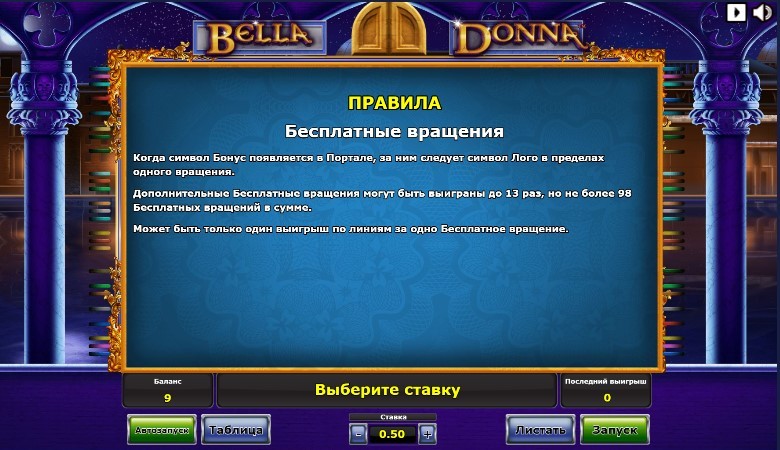 BELLA DONNA
ПРАВИЛА
Бесплатные вращения
Когда символ Бонус появляется в Портале, за ним следует символ Лого в пределах
одного вращения.
Дополнительные Бесплатные вращения могут быть выиграны до 13 раз, но не более 98
Бесплатных вращений в сумме.
Может быть только один выигрыш по линиям за одно Бесплатное вращение.
Баланс
9
Выберите ставку
Последний выигрыш
0
Автозапуск
Таблица
Ставка
- 0.50 +
Листать
Запуск